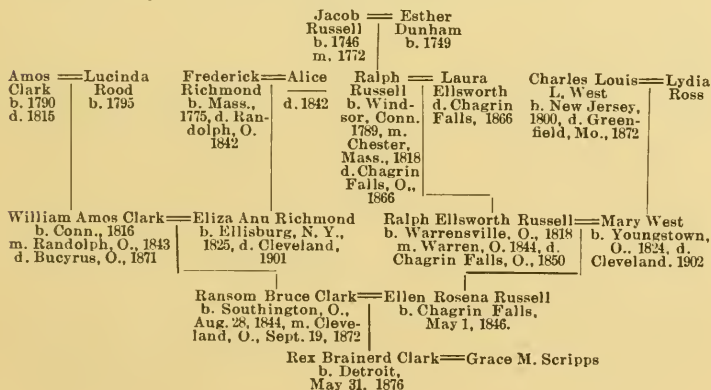 Jacob == Esther
Russell Dunham
b. 1746 b. 1749
m. 1772
Amos == Lucinda
Clark Rood
b. 1790 b. 1795
d. 1815
Frederick == Alice
Richmond ——
b. Mass., d. 1842
1775, d. Ran-
dolph, O.
1842
Ralph == Laura
Russell Ellsworth
b. Wind- d. Chagrin
sor, Conn. Falls,
1789, m. 1866
Chester,
Mass., 1818
d. Chagrin
Falls, O.,
1866
Charles Louis == Lydia
L. West Ross
b. New Jersey,
1800, d. Green-
field, Mo., 1872
William Amos Clark == Eliza Anu Richmond
b. Conn., 1816 b. Ellisburg, N. Y.,
m. Randolph, O., 1843 1825, d. Cleveland,
d. Bucyrus, O., 1871 1901
Ralph Ellsworth Russell == Mary West
b. Warrensville, O., 1818 b. Youngstown,
m. Warren, O. 1844, d. O., 1824, d.
Chagrin Falls, O., 1850 Cleveland. 1902
Ransom Bruce Clark == Ellen Rosena Russell
b. Southington, O., b. Chagrin Falls,
Aug. 28, 1844, m. Cleve- May 1, 1846.
land, O., Sept. 19, 1872
Rex Brainerd Clark == Grace M. Scripps
b. Detroit,
May 31, 1876